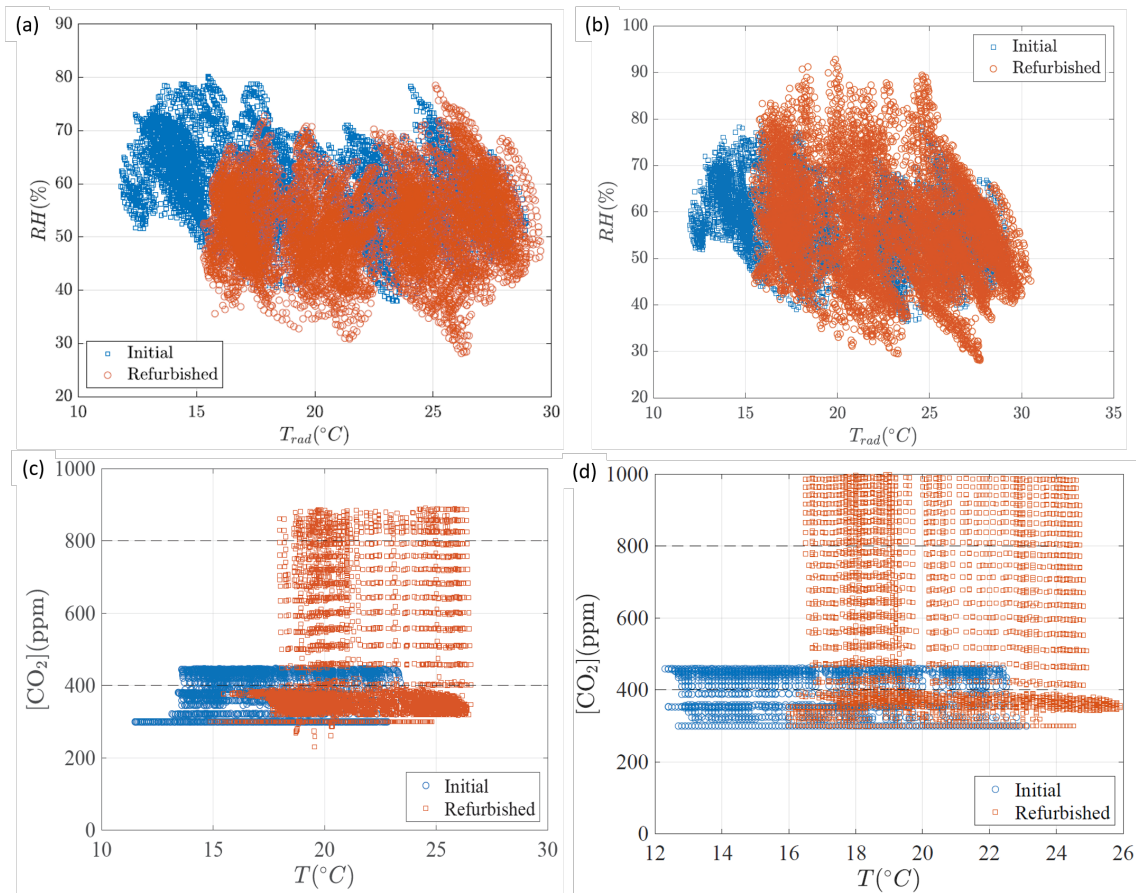 (a)
90
80
70
60
50
40
30
20
RH(%)
10 15 20 25 30
T_rad(°C)
Initial
Refurbished
(b)
100
90
80
70
60
50
40
30
20
RH(%)
10 15 20 25 30 35
T_rad(°C)
Initial
Refurbished
(c)
1000
800
600
400
200
0
[CO₂](ppm)
10 15 20 25 30
T(°C)
Initial
Refurbished
(d)
1000
800
600
400
200
0
[CO₂](ppm)
12 14 16 18 20 22 24 26
T(°C)
Initial
Refurbished